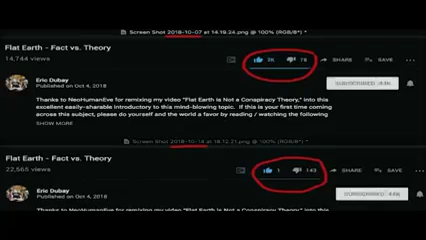 Screen Shot 2018-10-07 at 14.19.24.png @ 100% (RGB/8*) *
Flat Earth - Fact vs. Theory
14,744 views
SHARE
SAVE
Eric Dubay
Published on Oct 4, 2018
Thanks to NeoHumanEve for remixing my video "Flat Earth is Not a Conspiracy Theory," into this
excellent easily-sharable introductory to this mind-blowing topic. If this is your first time coming
across this subject, please do yourself and the world a favor by reading / watching the following
SHOW MORE
Screen Shot 2018-10-14 at @ 100% (RGB/8*) *
Flat Earth - Fact vs. Theory
22,565 views
1
143
SHARE
SAVE
Eric Dubay
Published on Oct 4, 2018
Thanks to NeoHumanEve for remixing my video "Flat Earth is Not a Conspiracy Theory," into this